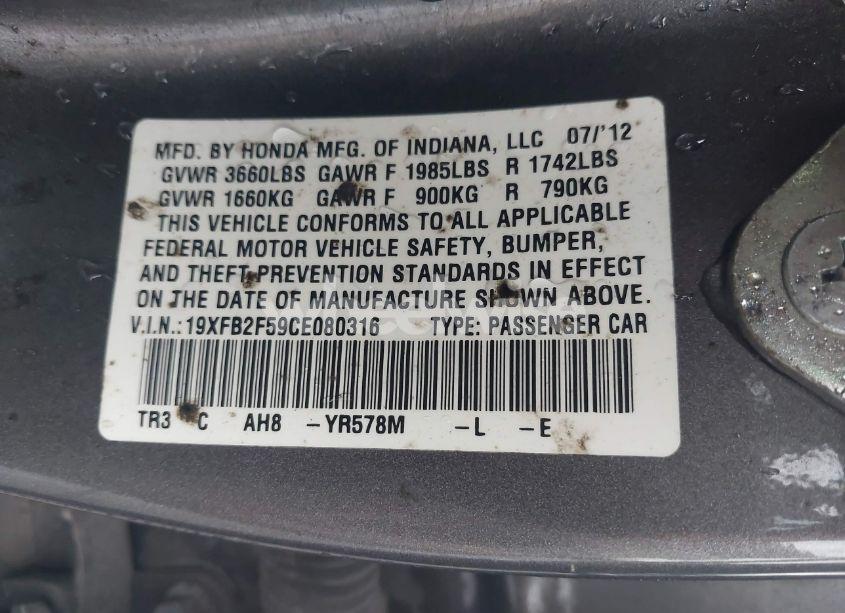 MFD. BY HONDA MFG. OF INDIANA, LLC 07/'12
GVWR 3660LBS GAWR F 1985LBS R 1742LBS
GVWR 1660KG GAWR F 900KG R 790KG
THIS VEHICLE CONFORMS TO ALL APPLICABLE
FEDERAL MOTOR VEHICLE SAFETY, BUMPER,
AND THEFT PREVENTION STANDARDS IN EFFECT
ON THE DATE OF MANUFACTURE SHOWN ABOVE.
V.I.N.:19XFB2F59CE080316 TYPE: PASSENGER CAR
TR3 C AH8 -YR578M -L -E